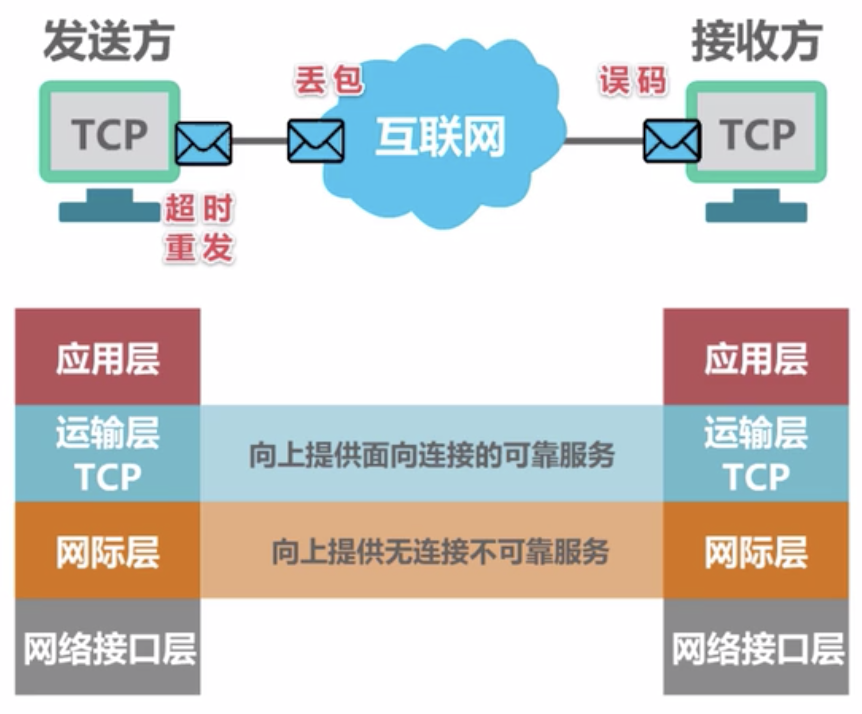 发送方
接收方
丢包
误码
TCP
互联网
TCP
超时
重发
应用层
应用层
运输层
TCP
向上提供面向连接的可靠服务
运输层
TCP
网际层
向上提供无连接不可靠服务
网际层
网络接口层
网络接口层